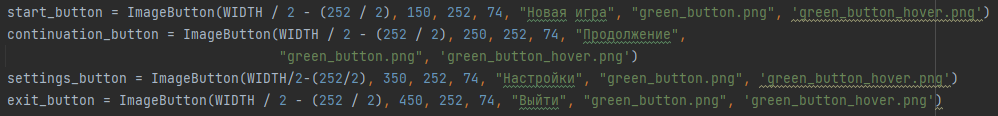 start_button = ImageButton(WIDTH / 2 - (252 / 2), 150, 252, 74, "Новая игра", "green_button.png", 'green_button_hover.png')
continuation_button = ImageButton(WIDTH / 2 - (252 / 2), 250, 252, 74, "Продолжение",
"green_button.png", 'green_button_hover.png')
settings_button = ImageButton(WIDTH/2-(252/2), 350, 252, 74, "Настройки", "green_button.png", 'green_button_hover.png')
exit_button = ImageButton(WIDTH / 2 - (252 / 2), 450, 252, 74, "Выйти", "green_button.png", 'green_button_hover.png')